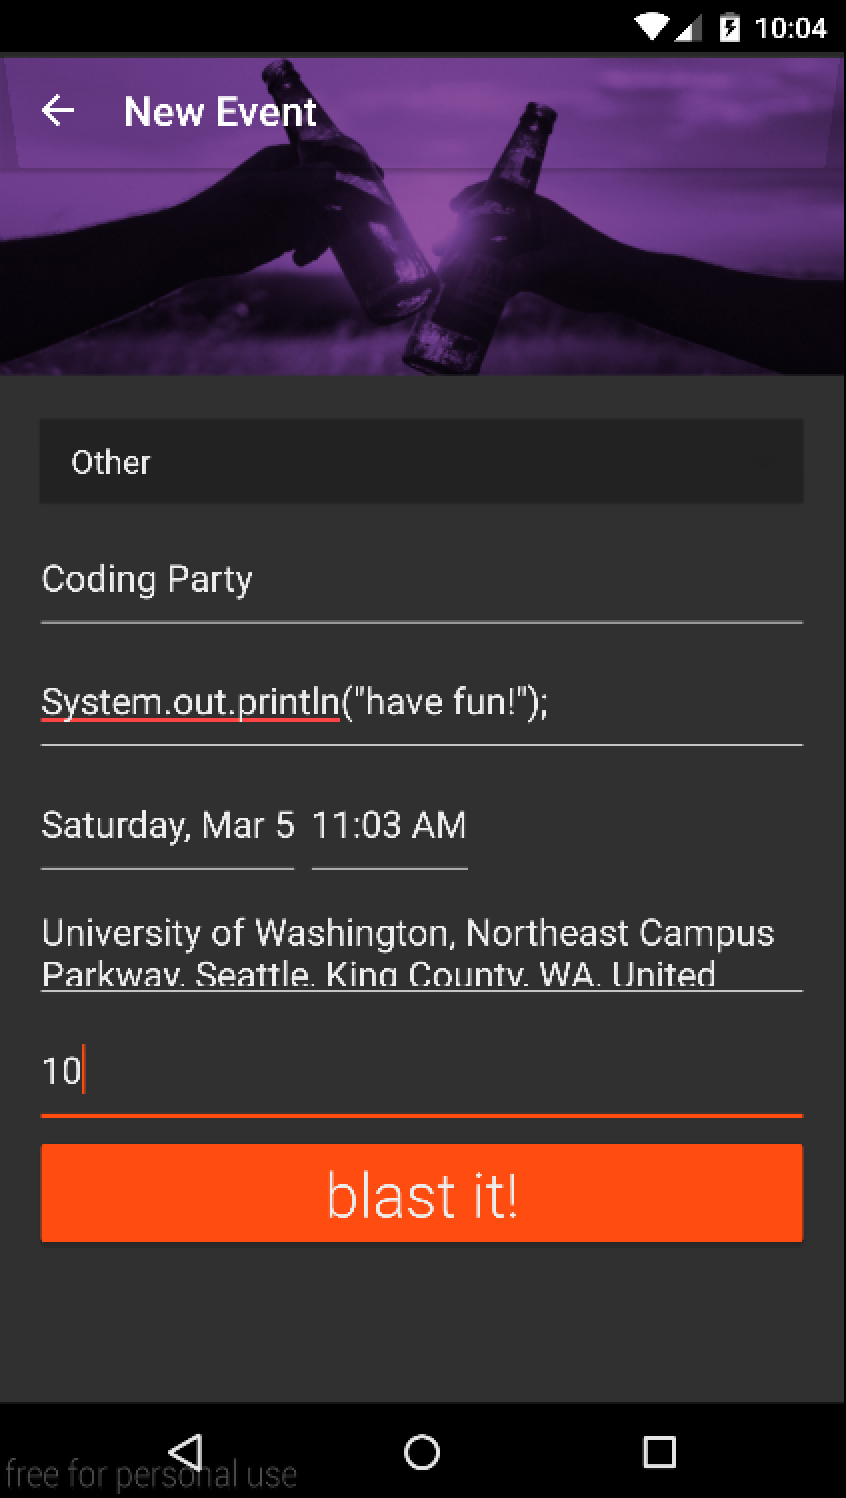 10:04
New Event
Other
Coding Party
System.out.println("have fun!");
Saturday, Mar 5 11:03 AM
University of Washington, Northeast Campus
Parkway, Seattle, King County, WA, United
10
blast it!
free for personal use